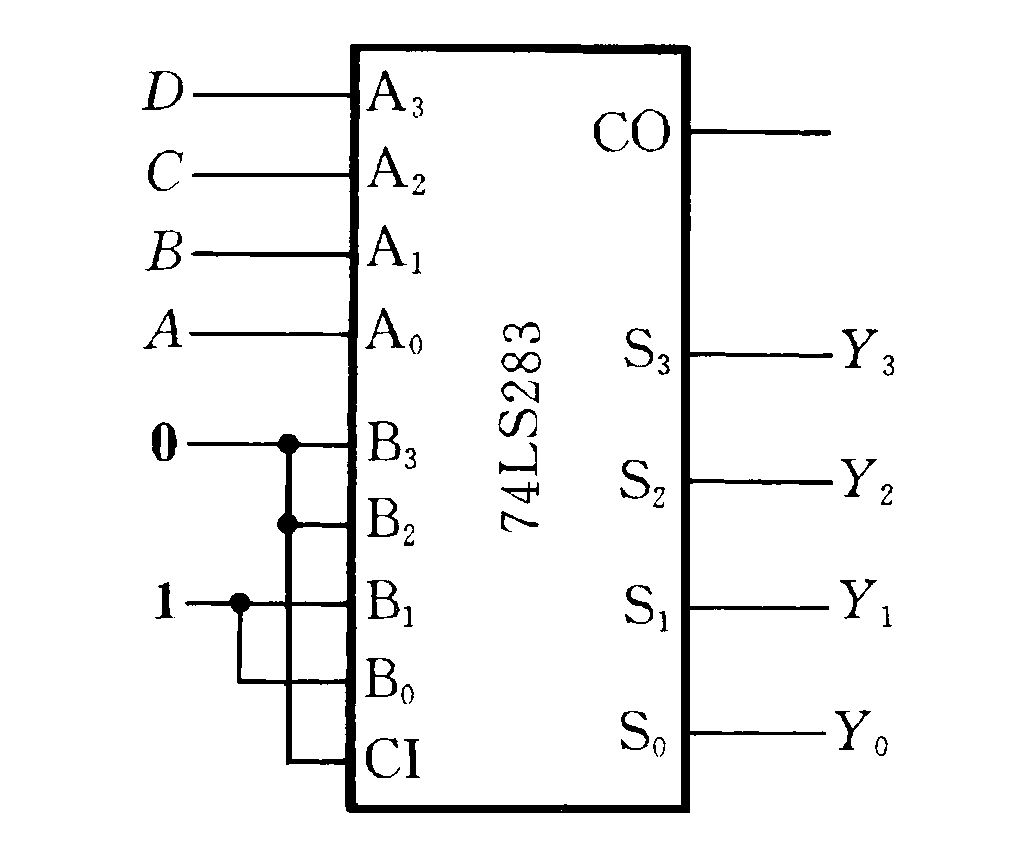 D A₃
CO
C A₂
B A₁
A A₀
74LS283
S₃ Y₃
0 B₃
S₂ Y₂
B₂
1 B₁
S₁ Y₁
B₀
S₀ Y₀
CI